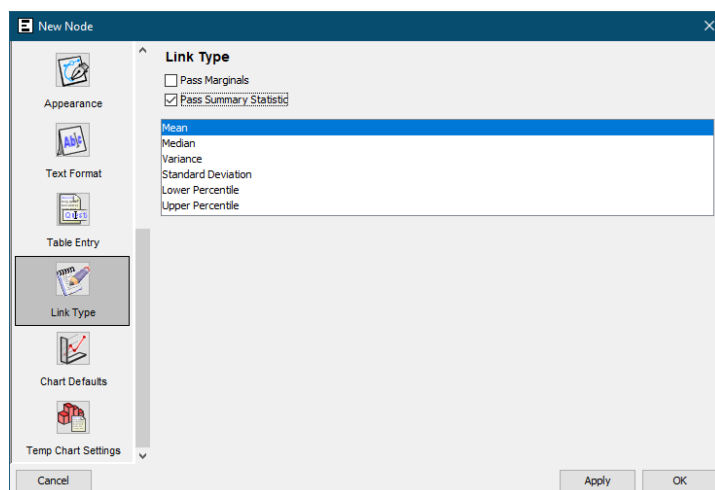 New Node
Appearance
Text Format
Table Entry
Link Type
Chart Defaults
Temp Chart Settings
Link Type
Pass Marginals
Pass Summary Statistic
Mean
Median
Variance
Standard Deviation
Lower Percentile
Upper Percentile
Cancel
Apply
OK